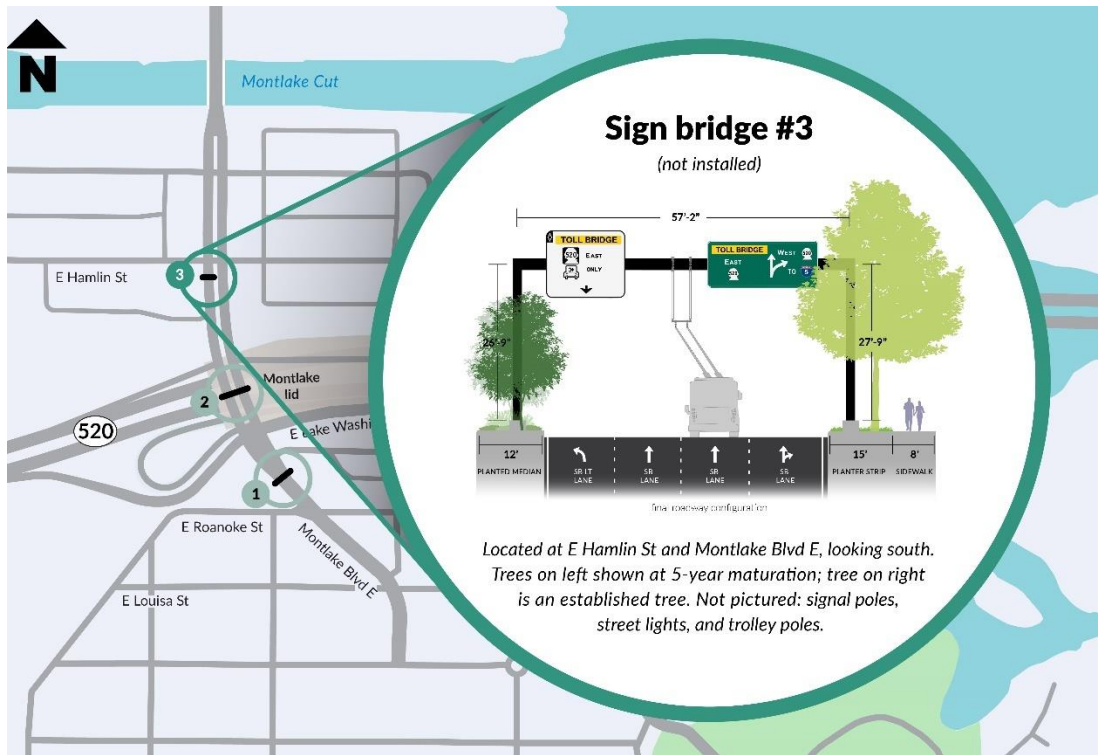 N
Montlake Cut
Sign bridge #3
(not installed)
57'-2"
TOLL BRIDGE
520 EAST
ONLY
TOLL BRIDGE
EAST
520
WEST
520
TO 5
26'-9"
27'-9"
12'
PLANTED MEDIAN
SB LT
LANE
SB
LANE
SB
LANE
SB
LANE
15'
PLANTER STRIP
8'
SIDEWALK
final roadway configuration
Located at E Hamlin St and Montlake Blvd E, looking south.
Trees on left shown at 5-year maturation; tree on right
is an established tree. Not pictured: signal poles,
street lights, and trolley poles.
3
E Hamlin St
Montlake
lid
2
520
E Lake Washi
1
E Roanoke St
Montlake Blvd E
E Louisa St